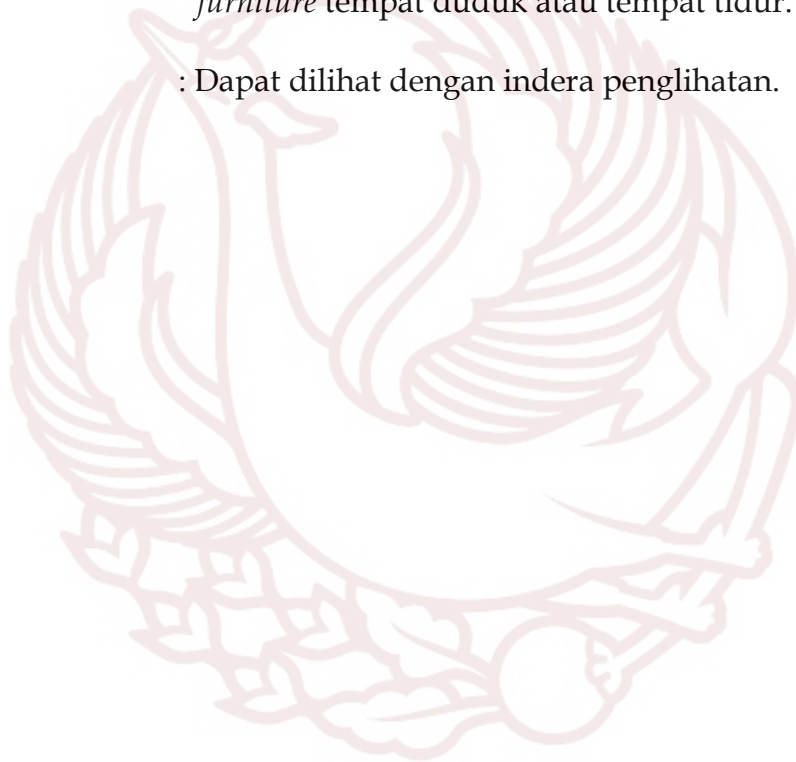 furniture tempat duduk atau tempat tidur.
: Dapat dilihat dengan indera penglihatan.